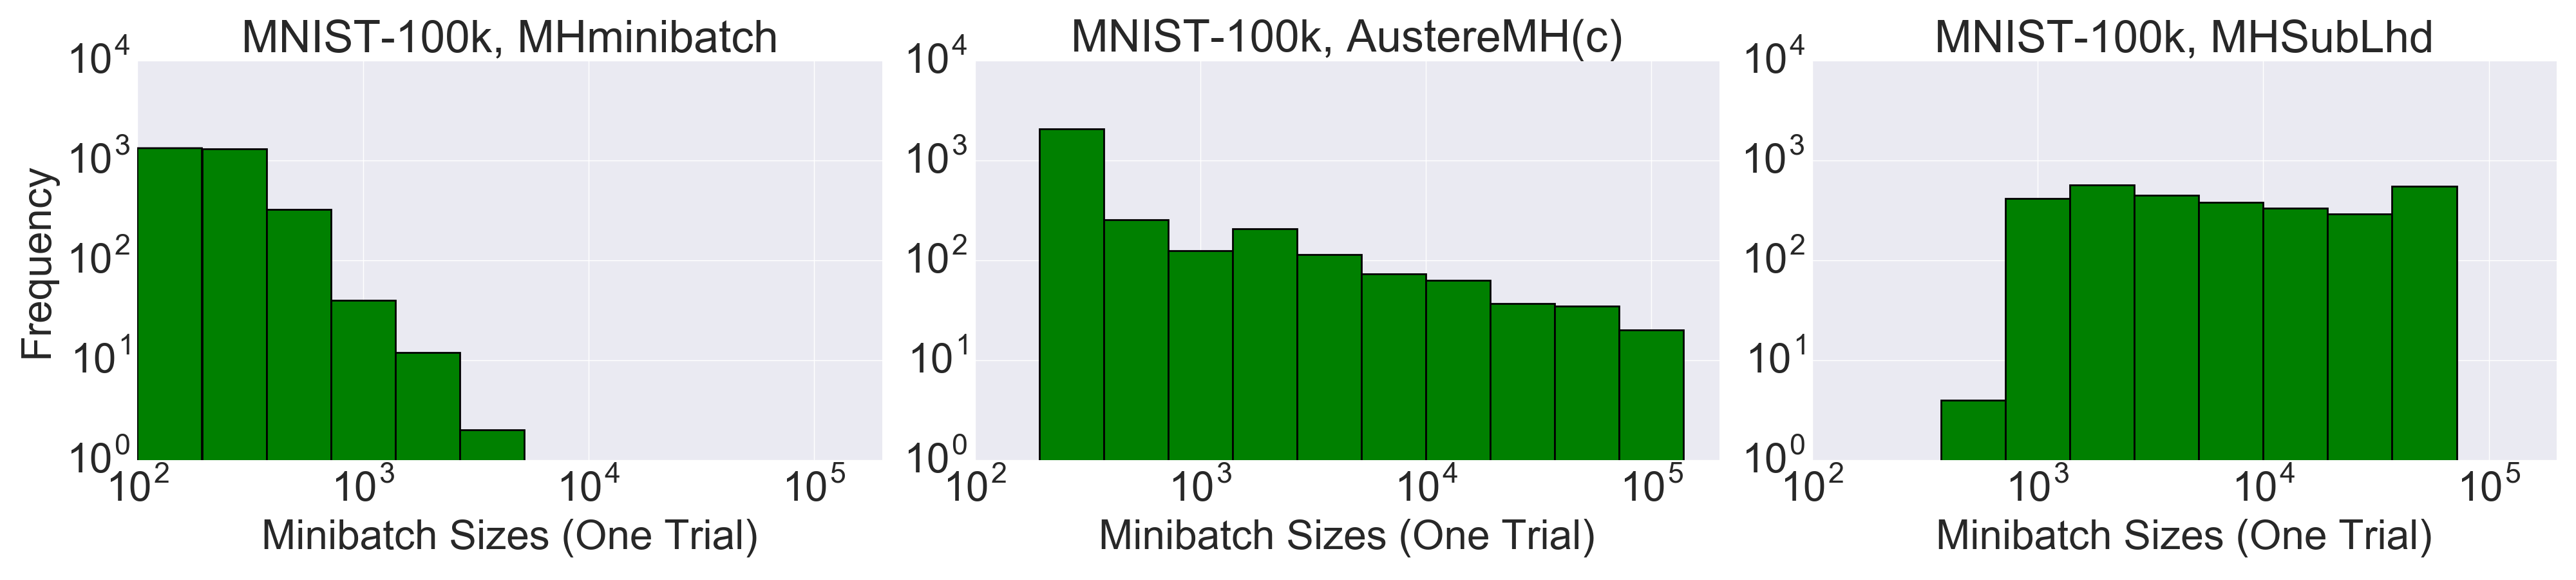 MNIST-100k, MHminibatch
Frequency
10^4
10^3
10^2
10^1
10^0
10^2 10^3 10^4 10^5
Minibatch Sizes (One Trial)
MNIST-100k, AustereMH(c)
10^4
10^3
10^2
10^1
10^0
10^2 10^3 10^4 10^5
Minibatch Sizes (One Trial)
MNIST-100k, MHSubLhd
10^4
10^3
10^2
10^1
10^0
10^2 10^3 10^4 10^5
Minibatch Sizes (One Trial)